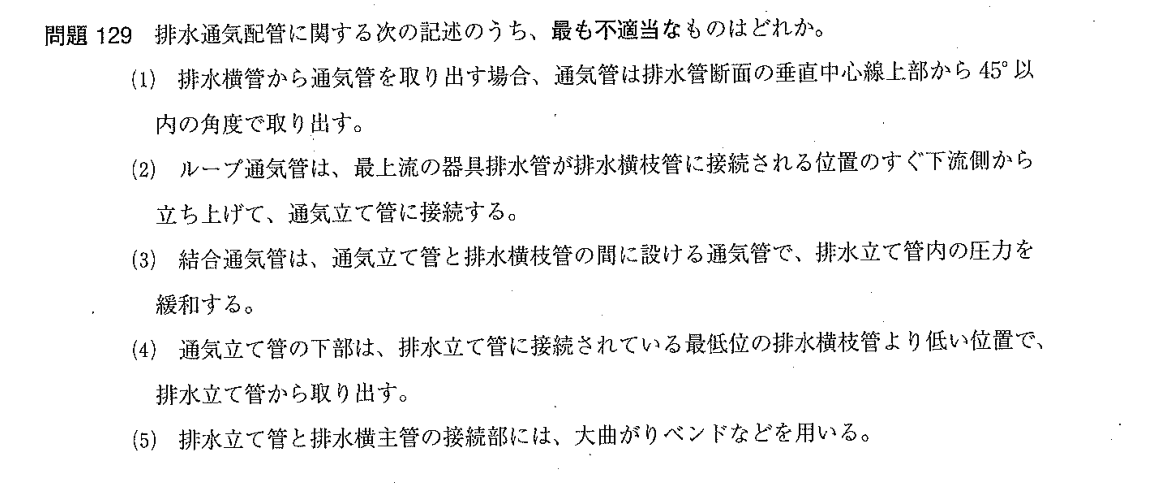 問題 129　排水通気配管に関する次の記述のうち、最も不適当なものはどれか。
(1)　排水横管から通気管を取り出す場合、通気管は排水管断面の垂直中心線上部から 45° 以
内の角度で取り出す。
(2)　ループ通気管は、最上流の器具排水管が排水横枝管に接続される位置のすぐ下流側から
立ち上げて、通気立て管に接続する。
(3)　結合通気管は、通気立て管と排水横枝管の間に設ける通気管で、排水立て管内の圧力を
緩和する。
(4)　通気立て管の下部は、排水立て管に接続されている最低位の排水横枝管より低い位置で、
排水立て管から取り出す。
(5)　排水立て管と排水横主管の接続部には、大曲がりベンドなどを用いる。